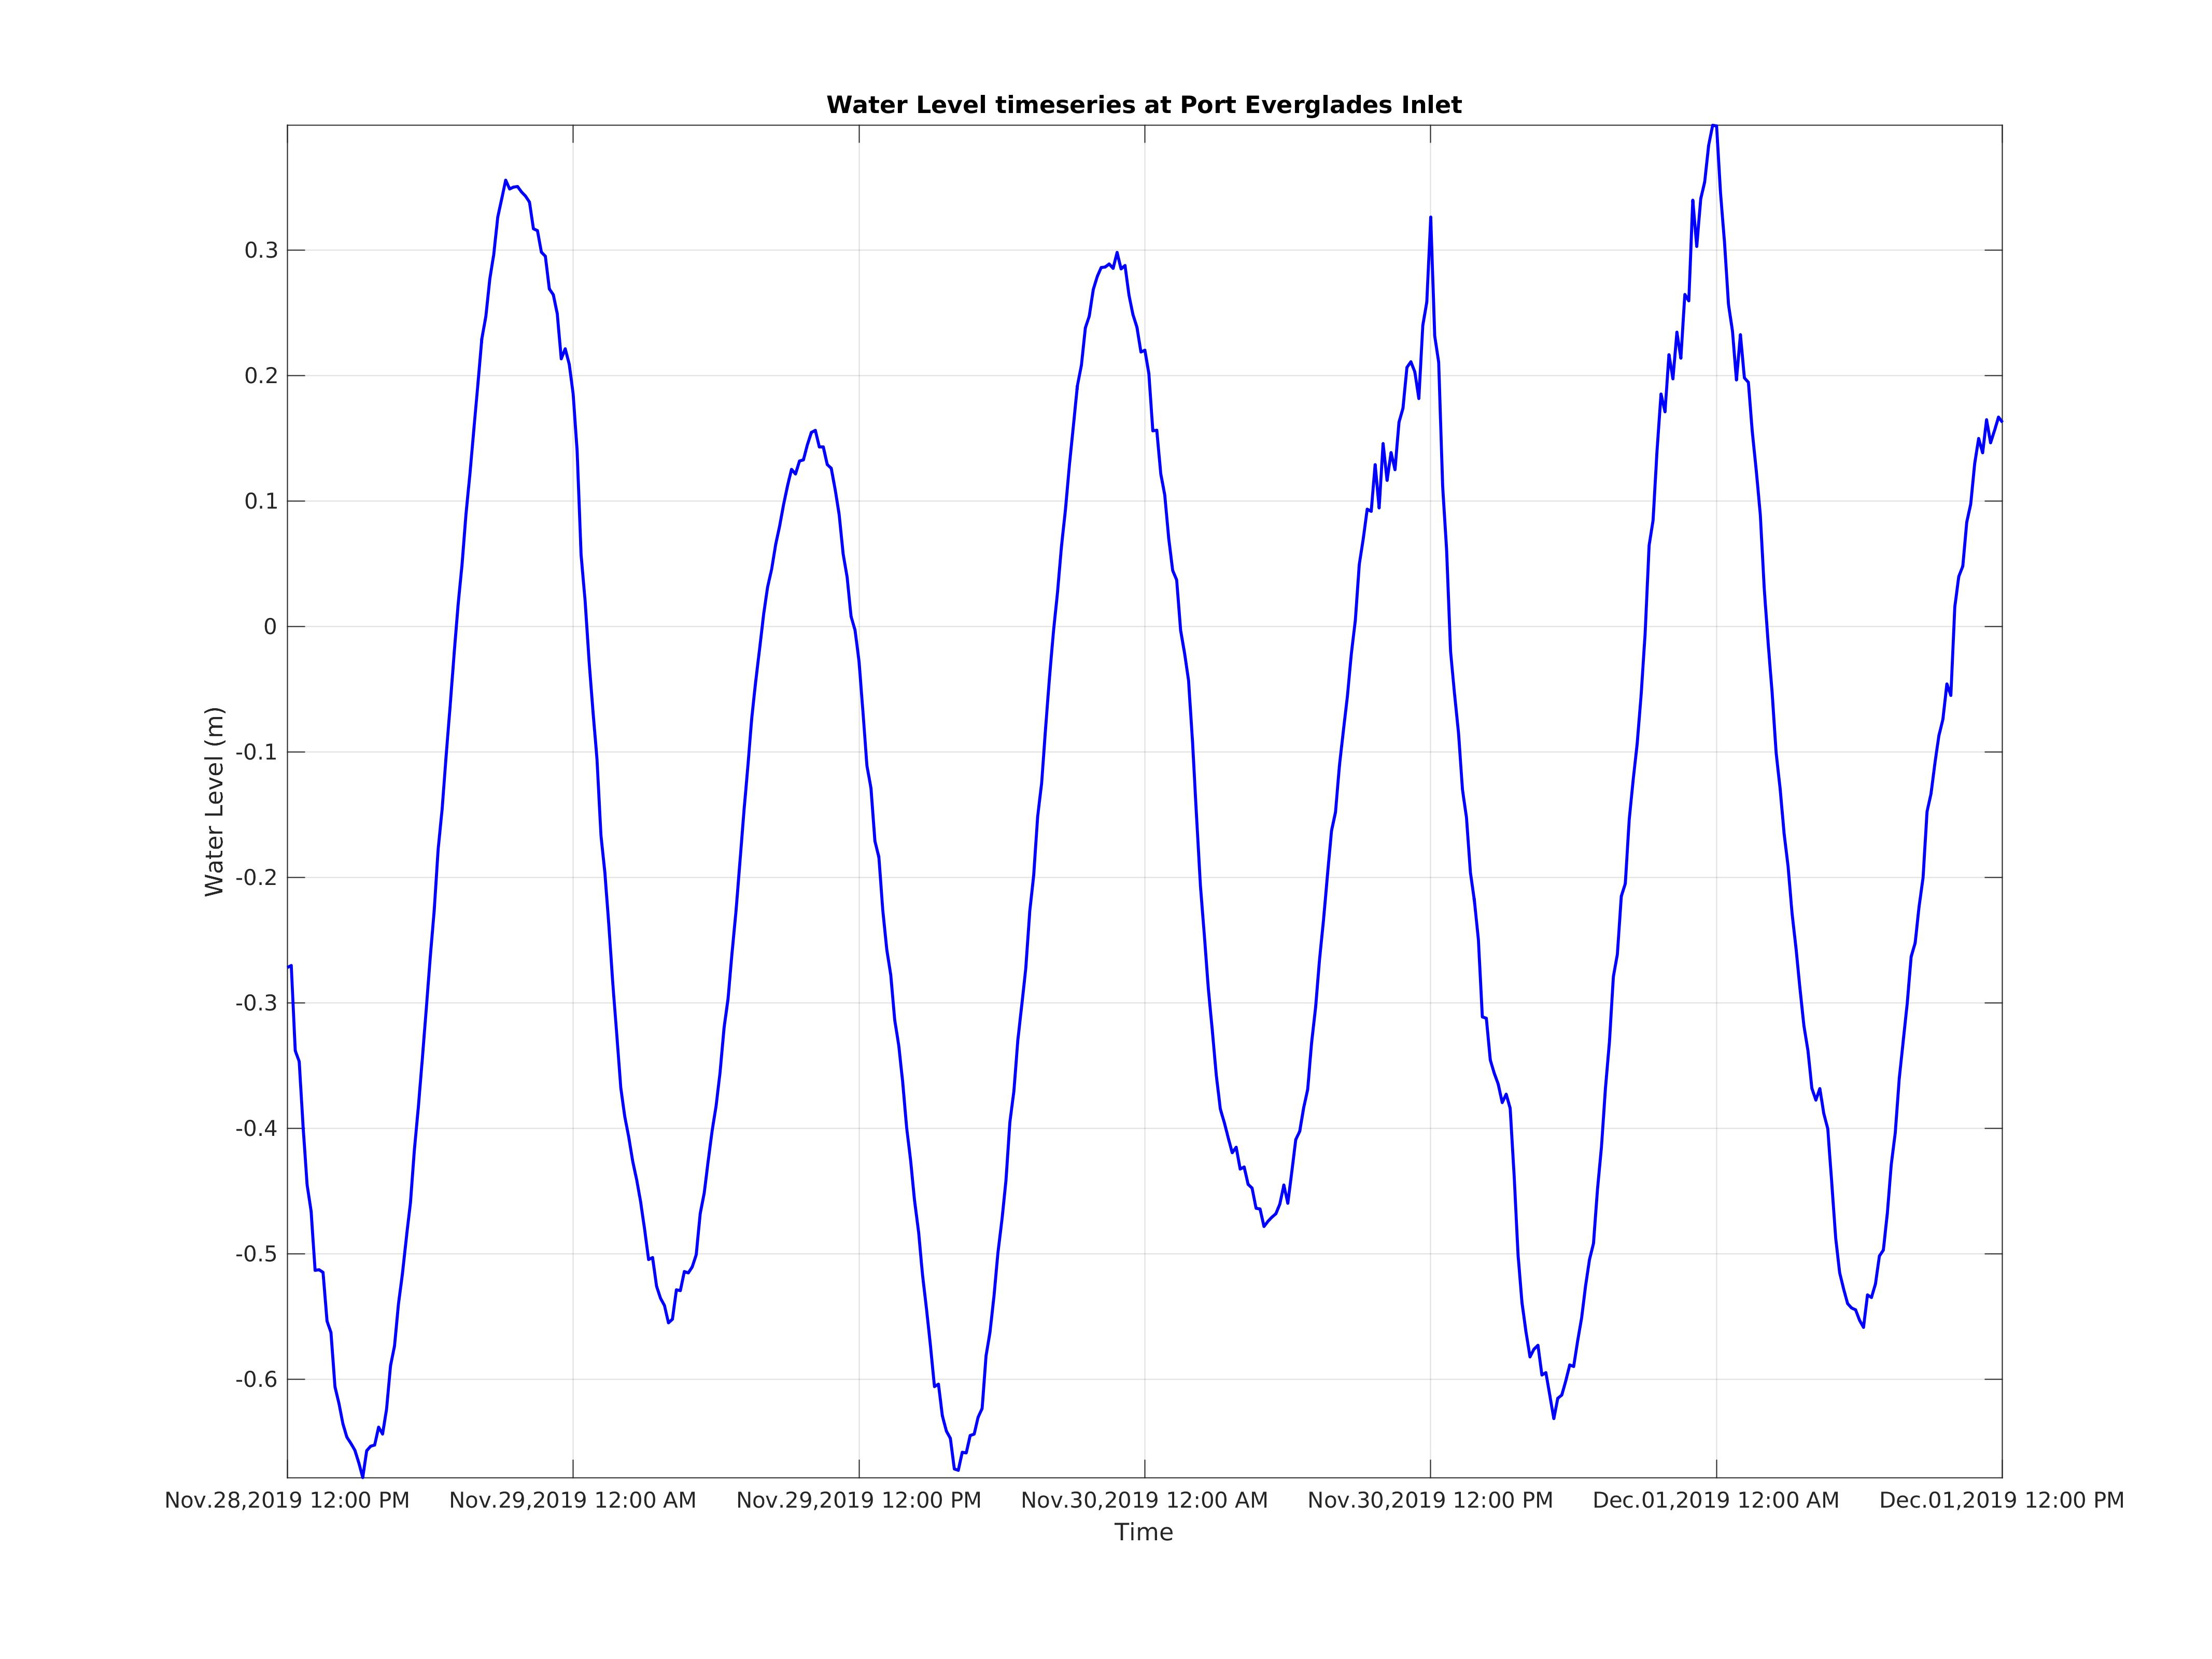 Water Level timeseries at Port Everglades Inlet
0.3
0.2
0.1
0
-0.1
-0.2
-0.3
-0.4
-0.5
-0.6
Water Level (m)
Nov.28,2019 12:00 PM Nov.29,2019 12:00 AM Nov.29,2019 12:00 PM Nov.30,2019 12:00 AM Nov.30,2019 12:00 PM Dec.01,2019 12:00 AM Dec.01,2019 12:00 PM
Time